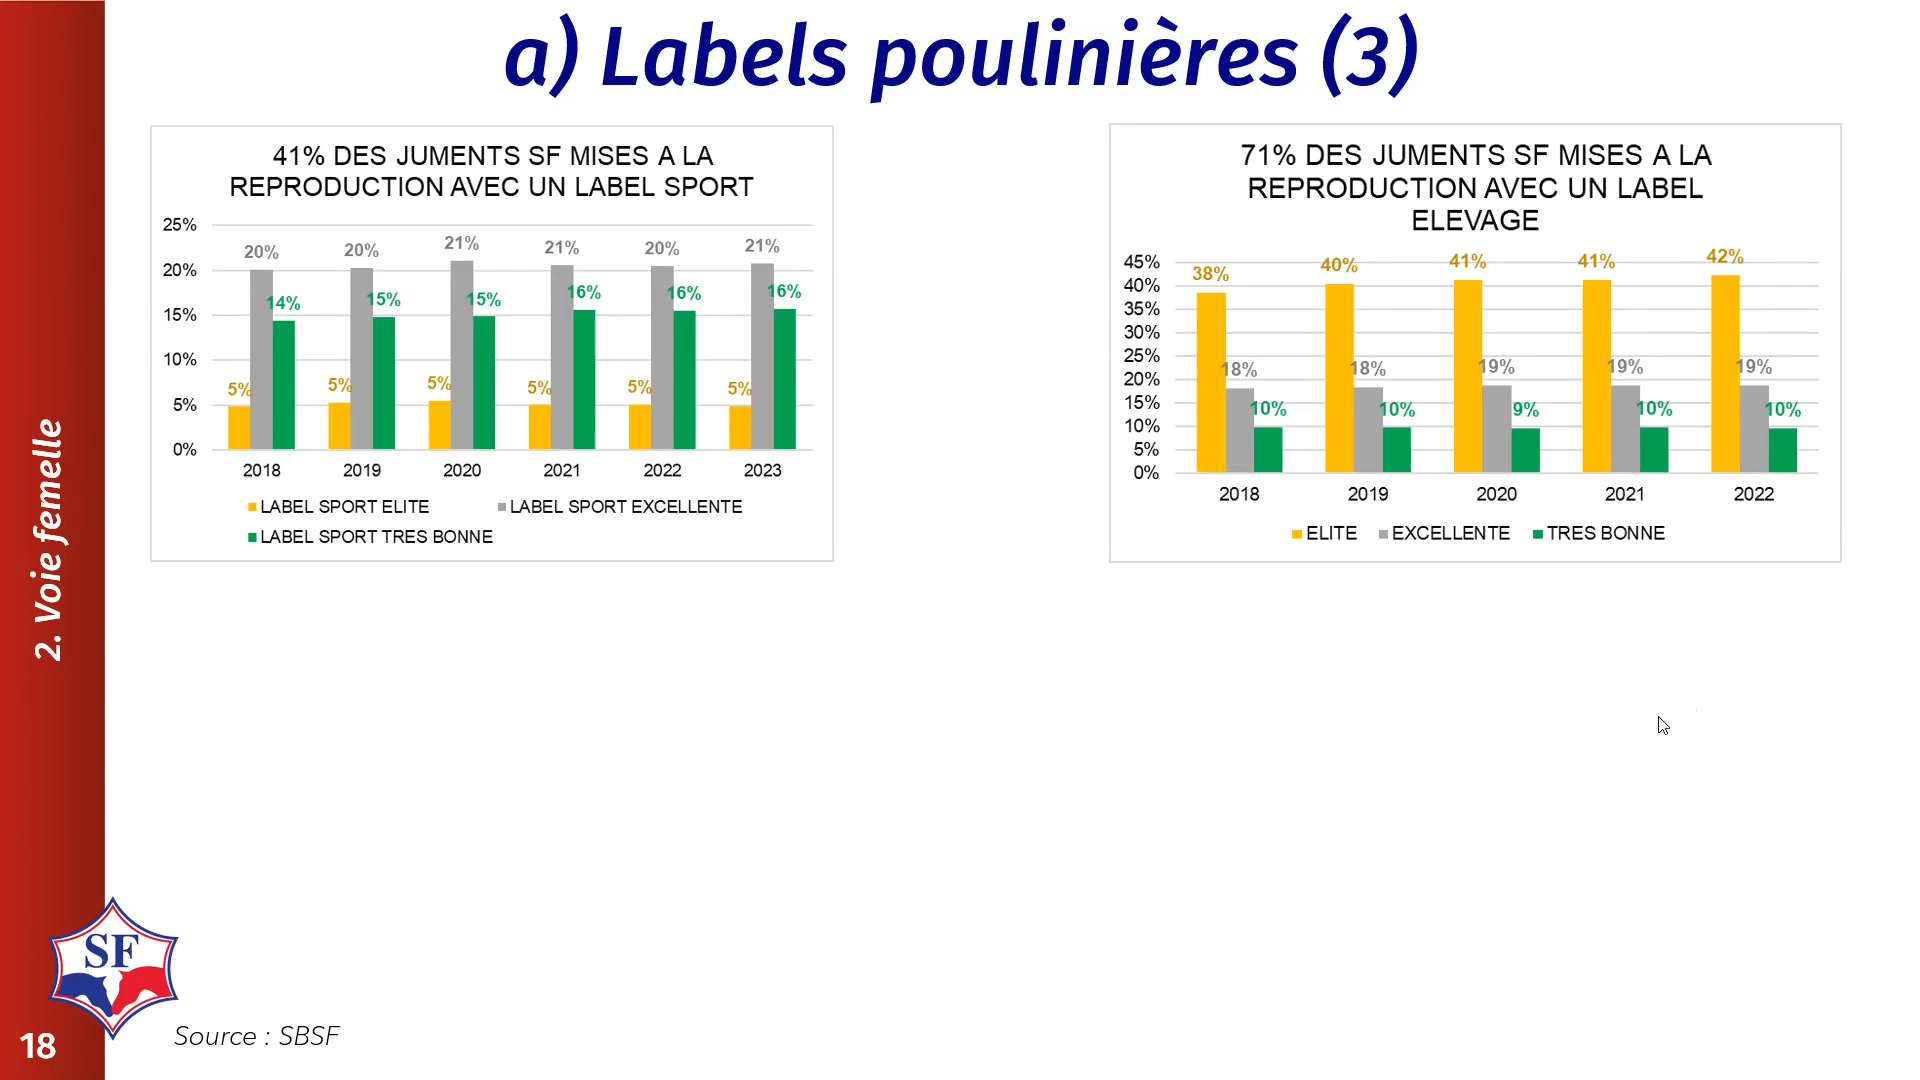 a) Labels poulinières (3)
41% DES JUMENTS SF MISES A LA
REPRODUCTION AVEC UN LABEL SPORT
25%
20%
15%
10%
5%
0%
20% 20% 21% 21% 20% 21%
14% 15% 15% 16% 16% 16%
5% 5% 5% 5% 5% 5%
2018 2019 2020 2021 2022 2023
LABEL SPORT ELITE LABEL SPORT EXCELLENTE
LABEL SPORT TRES BONNE
71% DES JUMENTS SF MISES A LA
REPRODUCTION AVEC UN LABEL
ELEVAGE
45%
40%
35%
30%
25%
20%
15%
10%
5%
0%
38% 40% 41% 41% 42%
18% 18% 19% 19% 19%
10% 10% 9% 10% 10%
2018 2019 2020 2021 2022
ELITE EXCELLENTE TRES BONNE
2. Voie femelle
SF
18
Source : SBSF